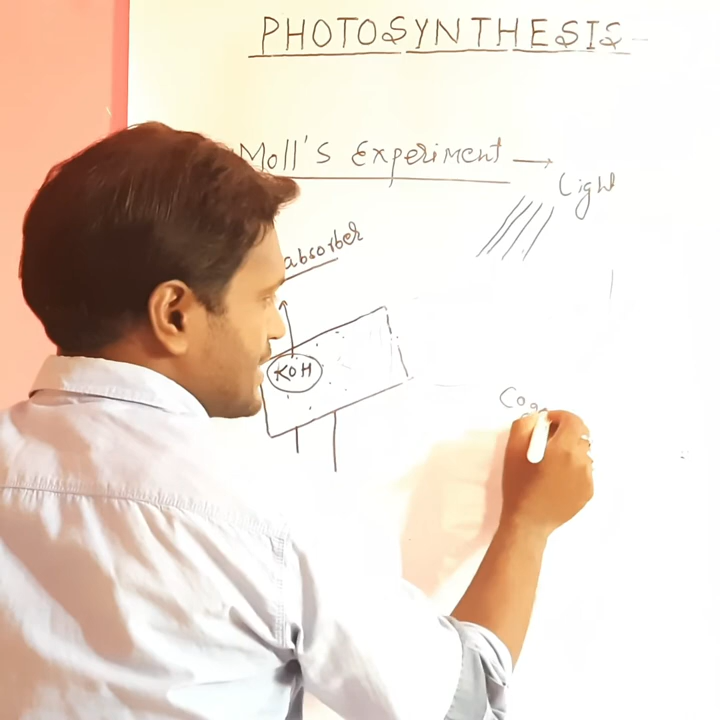 PHOTOSYNTHESIS
Moll's Experiment →
Light
absorber
KOH